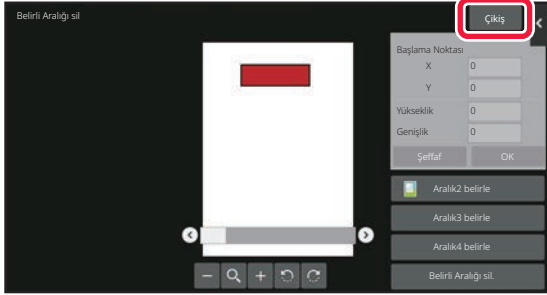 Belirli Aralığı sil
Çikiş
Başlama Noktası
X 0
Y 0
Yükseklik 0
Genişlik 0
Şeffaf OK
Aralık2 belirle
Aralık3 belirle
Aralık4 belirle
Belirli Aralığı sil.